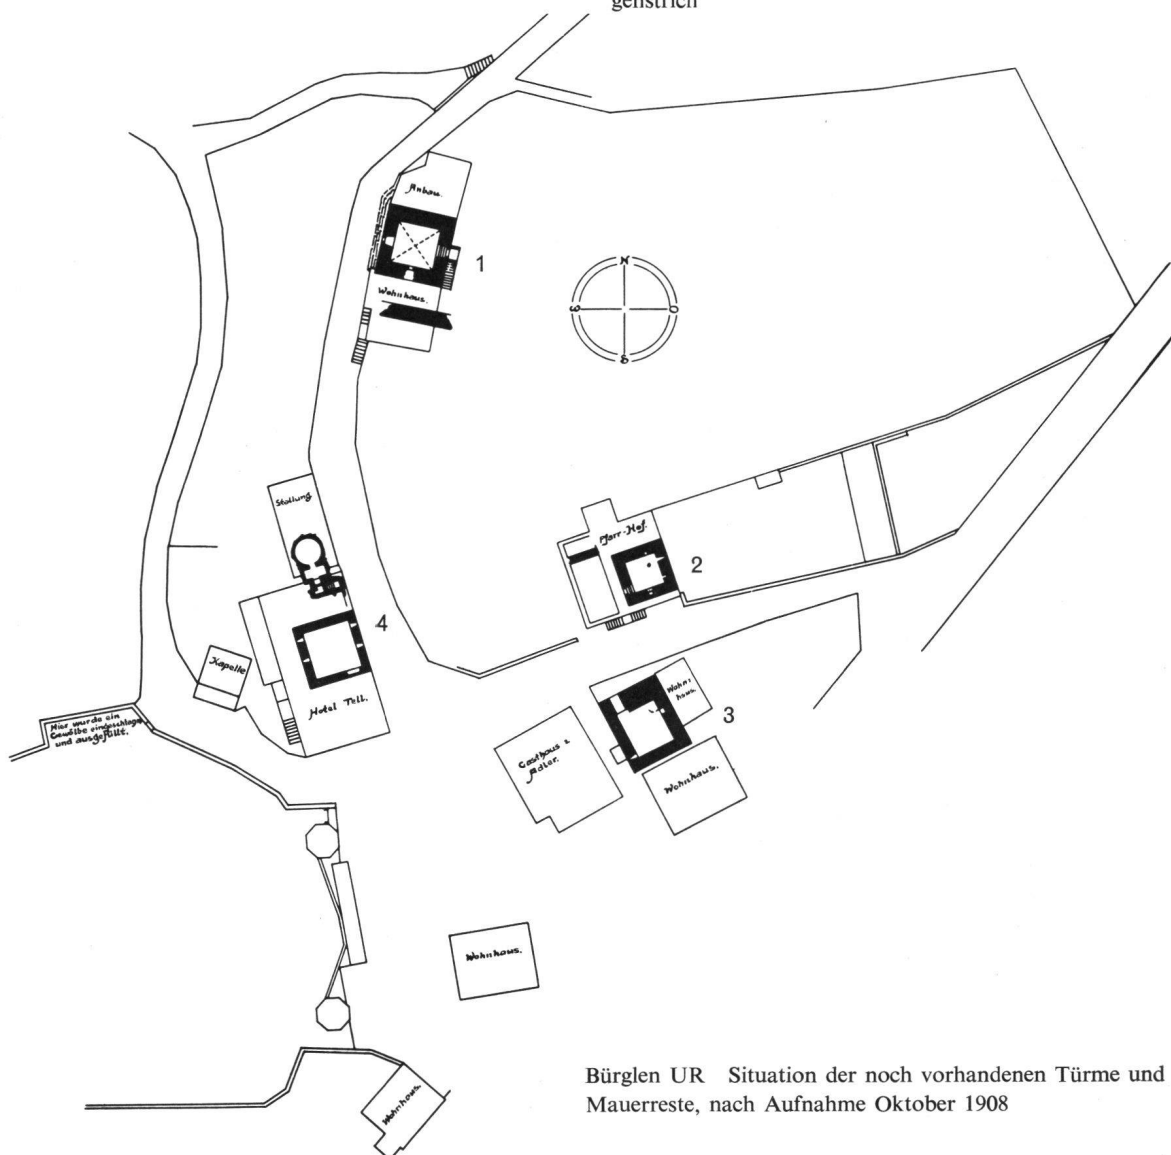 genstrich
Anbau.
1
Wohnhaus.
N
O
S
Stallung
Pfarr-Hof.
2
4
Kapelle
Hotel Tell.
Wohn-
haus.
3
Hier wurde ein
Gewölbe eingeschlagen
und ausgefüllt.
Gasthaus z
Adler.
Wohnhaus.
Wohnhaus.
Wohnhaus.
Bürglen UR Situation der noch vorhandenen Türme und
Mauerreste, nach Aufnahme Oktober 1908